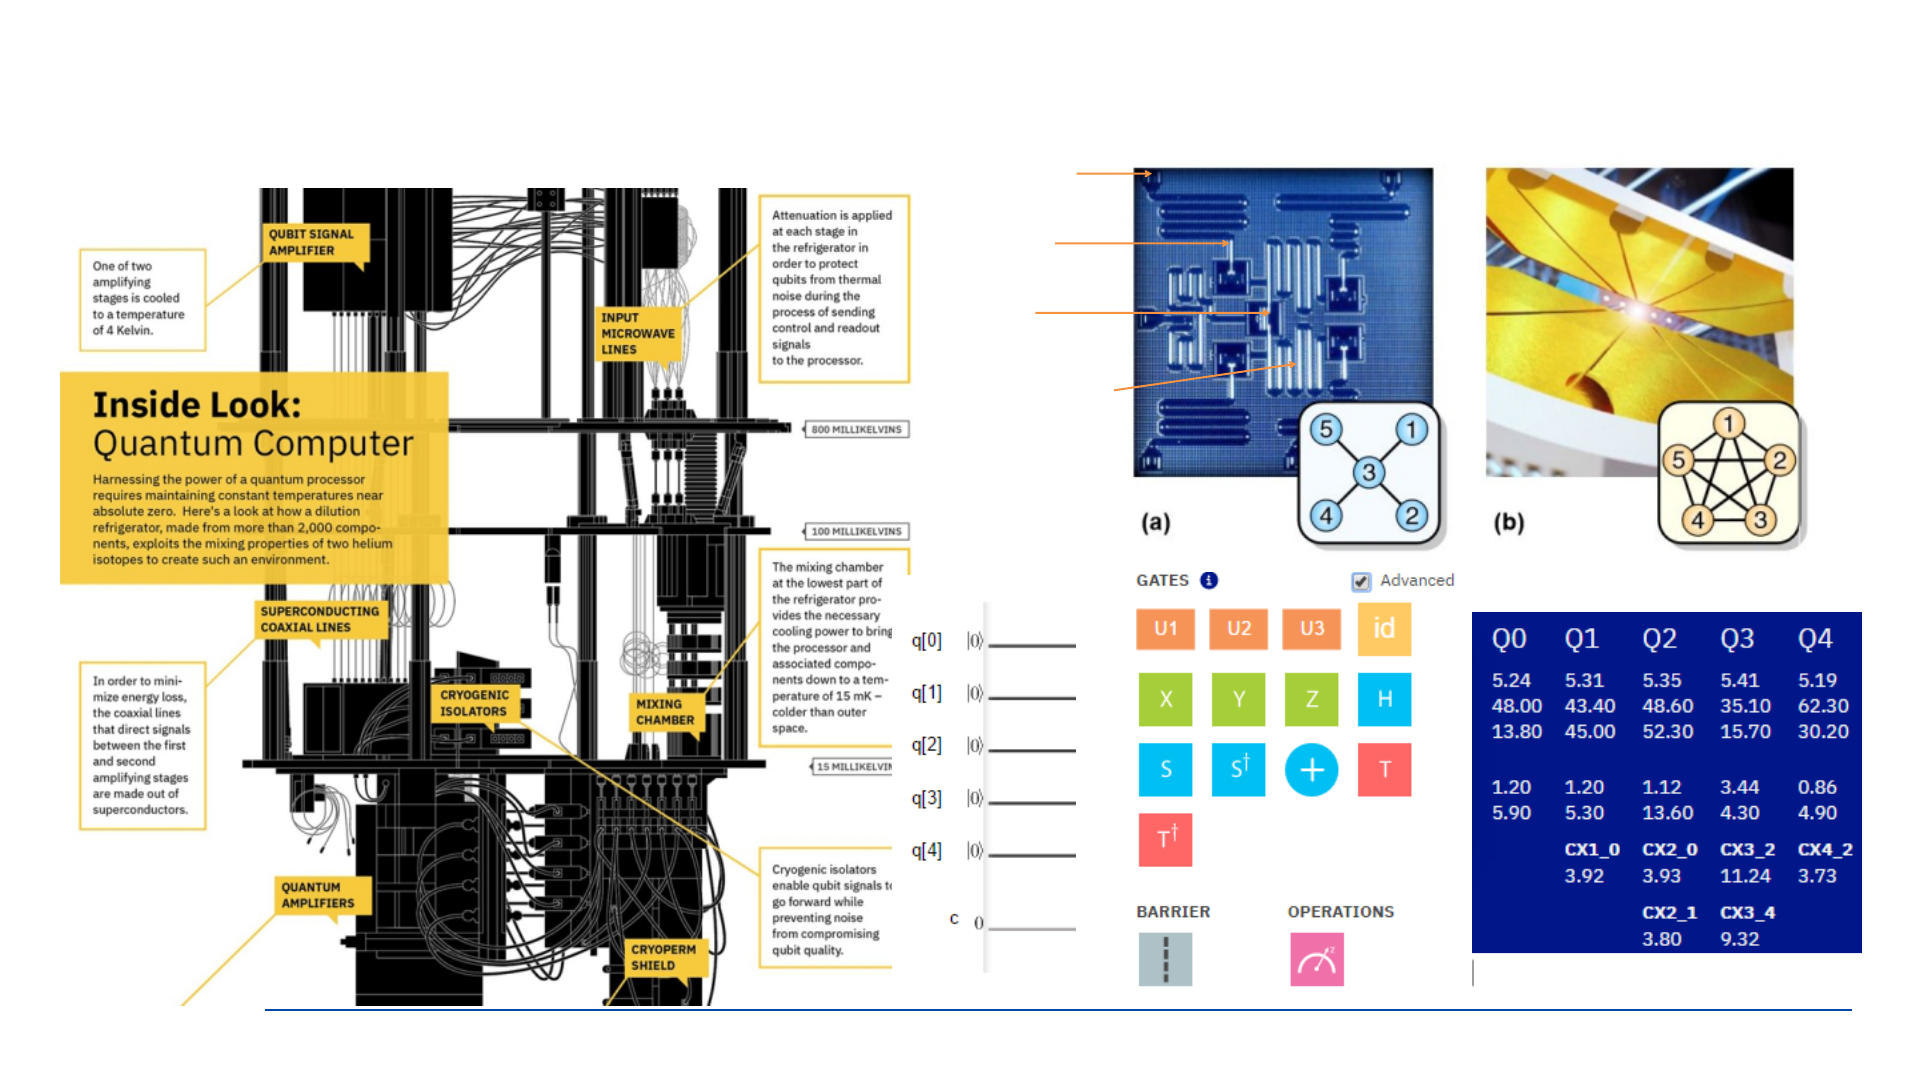 QUBIT SIGNAL
AMPLIFIER
One of two
amplifying
stages is cooled
to a temperature
of 4 Kelvin.
INPUT
MICROWAVE
LINES
Attenuation is applied
at each stage in
the refrigerator in
order to protect
qubits from thermal
noise during the
process of sending
control and readout
signals
to the processor.
Inside Look:
Quantum Computer
Harnessing the power of a quantum processor
requires maintaining constant temperatures near
absolute zero. Here's a look at how a dilution
refrigerator, made from more than 2,000 compo-
nents, exploits the mixing properties of two helium
isotopes to create such an environment.
800 MILLIKELVINS
100 MILLIKELVINS
SUPERCONDUCTING
COAXIAL LINES
The mixing chamber
at the lowest part of
the refrigerator pro-
vides the necessary
cooling power to bring
the processor and
associated compo-
nents down to a tem-
perature of 15 mK –
colder than outer
space.
In order to mini-
mize energy loss,
the coaxial lines
that direct signals
between the first
and second
amplifying stages
are made out of
superconductors.
CRYOGENIC
ISOLATORS
MIXING
CHAMBER
15 MILLIKELVIN
QUANTUM
AMPLIFIERS
Cryogenic isolators
enable qubit signals to
go forward while
preventing noise
from compromising
qubit quality.
CRYOPERM
SHIELD
q[0] |0⟩
q[1] |0⟩
q[2] |0⟩
q[3] |0⟩
q[4] |0⟩
c 0
5 1
3
4 2
(a)
1
5 2
4 3
(b)
GATES i Advanced
U1 U2 U3 id
X Y Z H
S S† + T
T†
BARRIER OPERATIONS
z
Q0 Q1 Q2 Q3 Q4
5.24 5.31 5.35 5.41 5.19
48.00 43.40 48.60 35.10 62.30
13.80 45.00 52.30 15.70 30.20
1.20 1.20 1.12 3.44 0.86
5.90 5.30 13.60 4.30 4.90
CX1_0 CX2_0 CX3_2 CX4_2
3.92 3.93 11.24 3.73
CX2_1 CX3_4
3.80 9.32